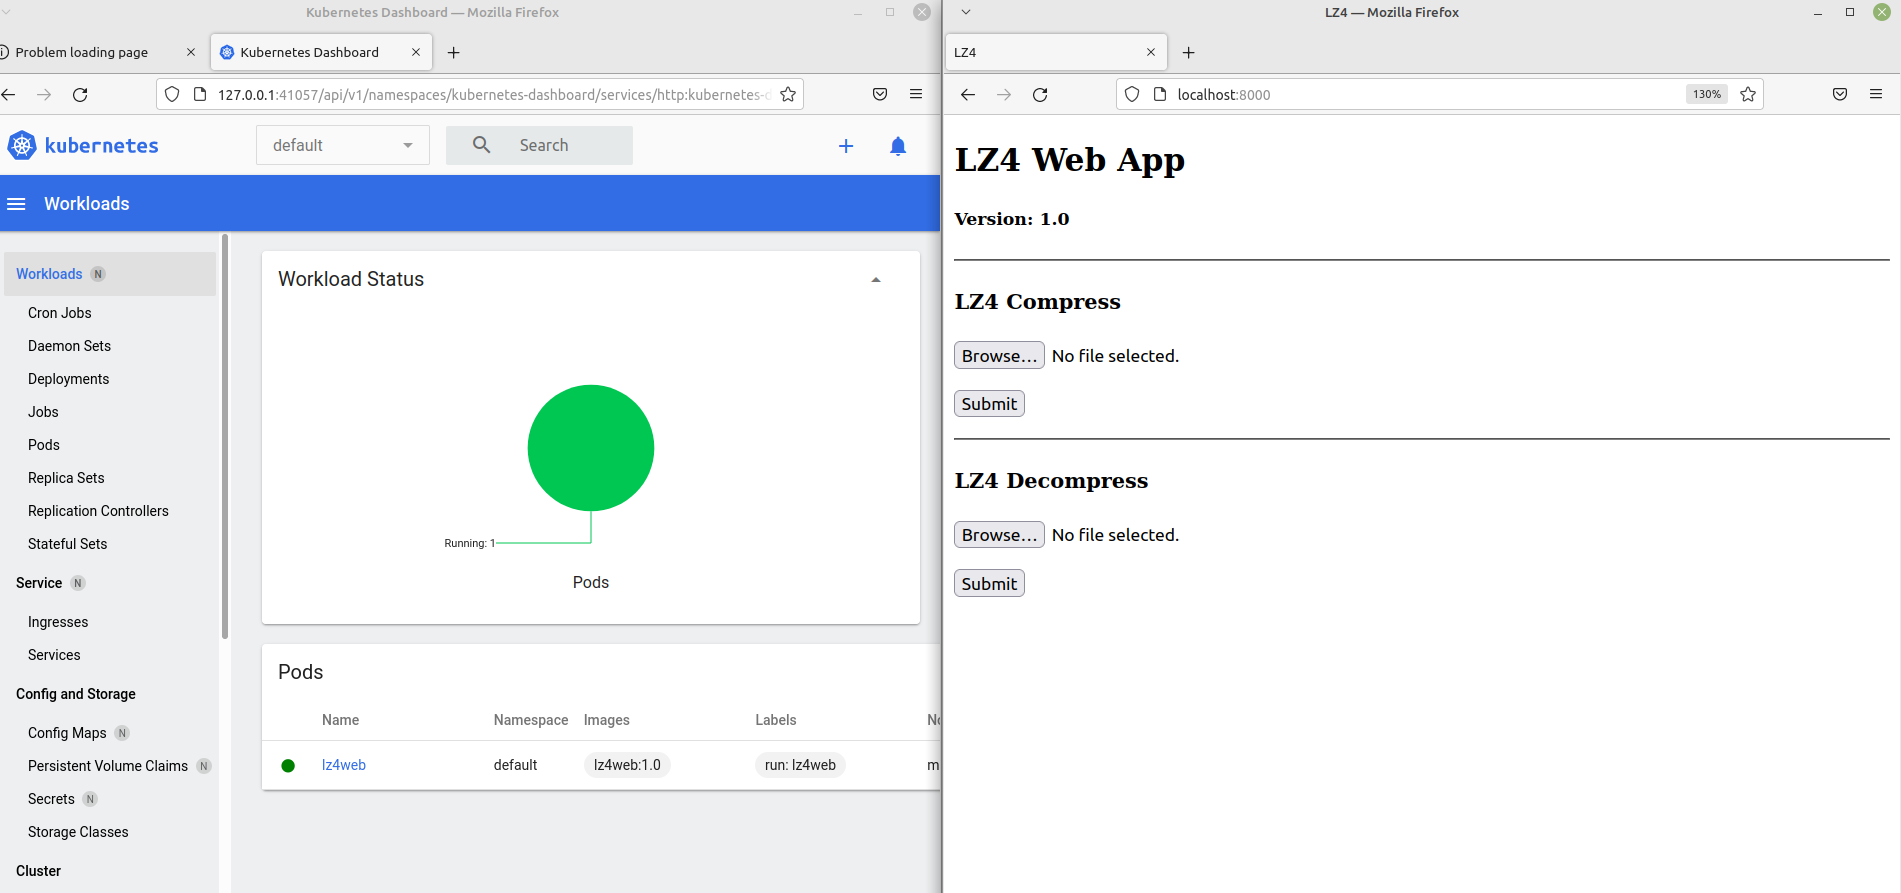 Kubernetes Dashboard — Mozilla Firefox
Problem loading page
Kubernetes Dashboard
127.0.0.1:41057/api/v1/namespaces/kubernetes-dashboard/services/http:kubernetes-d
kubernetes
default
Search
Workloads
Workloads N
Cron Jobs
Daemon Sets
Deployments
Jobs
Pods
Replica Sets
Replication Controllers
Stateful Sets
Service N
Ingresses
Services
Config and Storage
Config Maps N
Persistent Volume Claims N
Secrets N
Storage Classes
Cluster
Workload Status
Running: 1
Pods
Pods
Name Namespace Images Labels No
lz4web default lz4web:1.0 run: lz4web m
LZ4 — Mozilla Firefox
LZ4
localhost:8000 130%
LZ4 Web App
Version: 1.0
LZ4 Compress
Browse... No file selected.
Submit
LZ4 Decompress
Browse... No file selected.
Submit